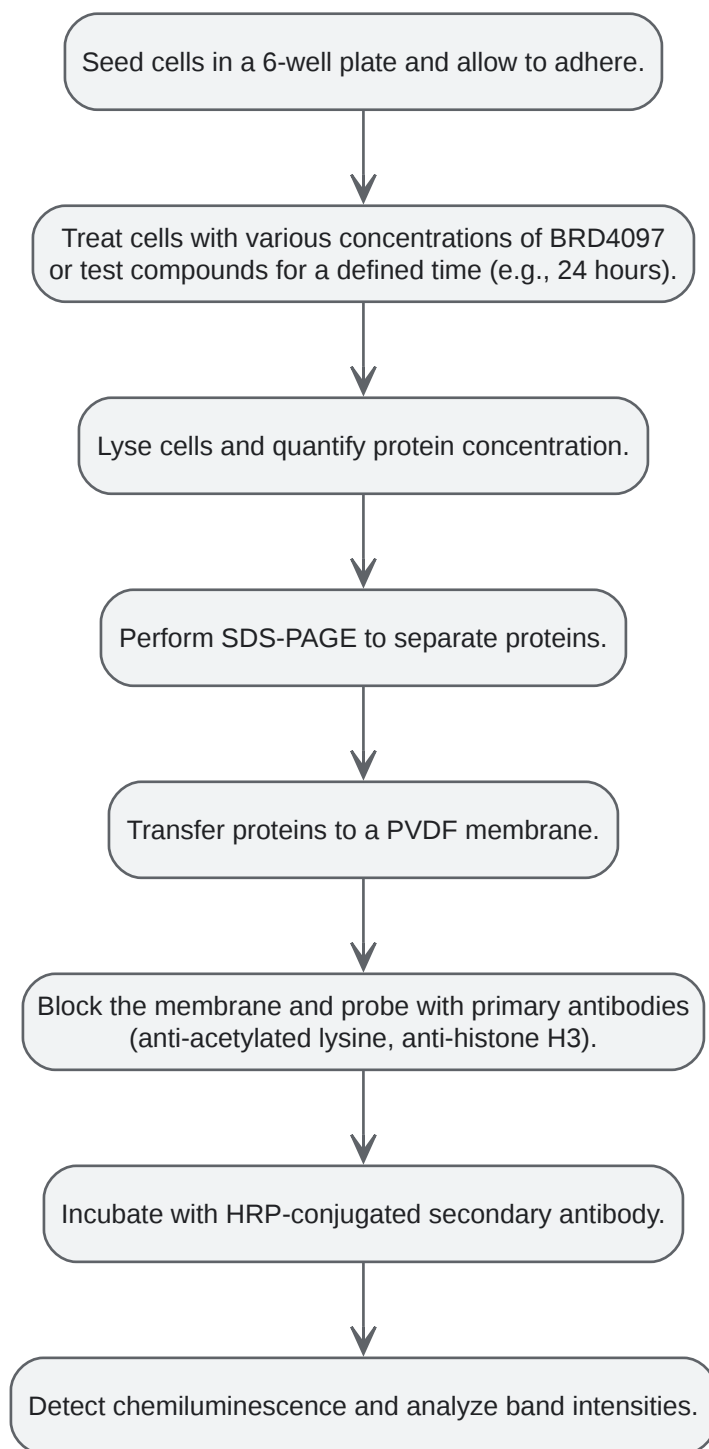 Seed cells in a 6-well plate and allow to adhere.
Treat cells with various concentrations of BRD4097
or test compounds for a defined time (e.g., 24 hours).
Lyse cells and quantify protein concentration.
Perform SDS-PAGE to separate proteins.
Transfer proteins to a PVDF membrane.
Block the membrane and probe with primary antibodies
(anti-acetylated lysine, anti-histone H3).
Incubate with HRP-conjugated secondary antibody.
Detect chemiluminescence and analyze band intensities.